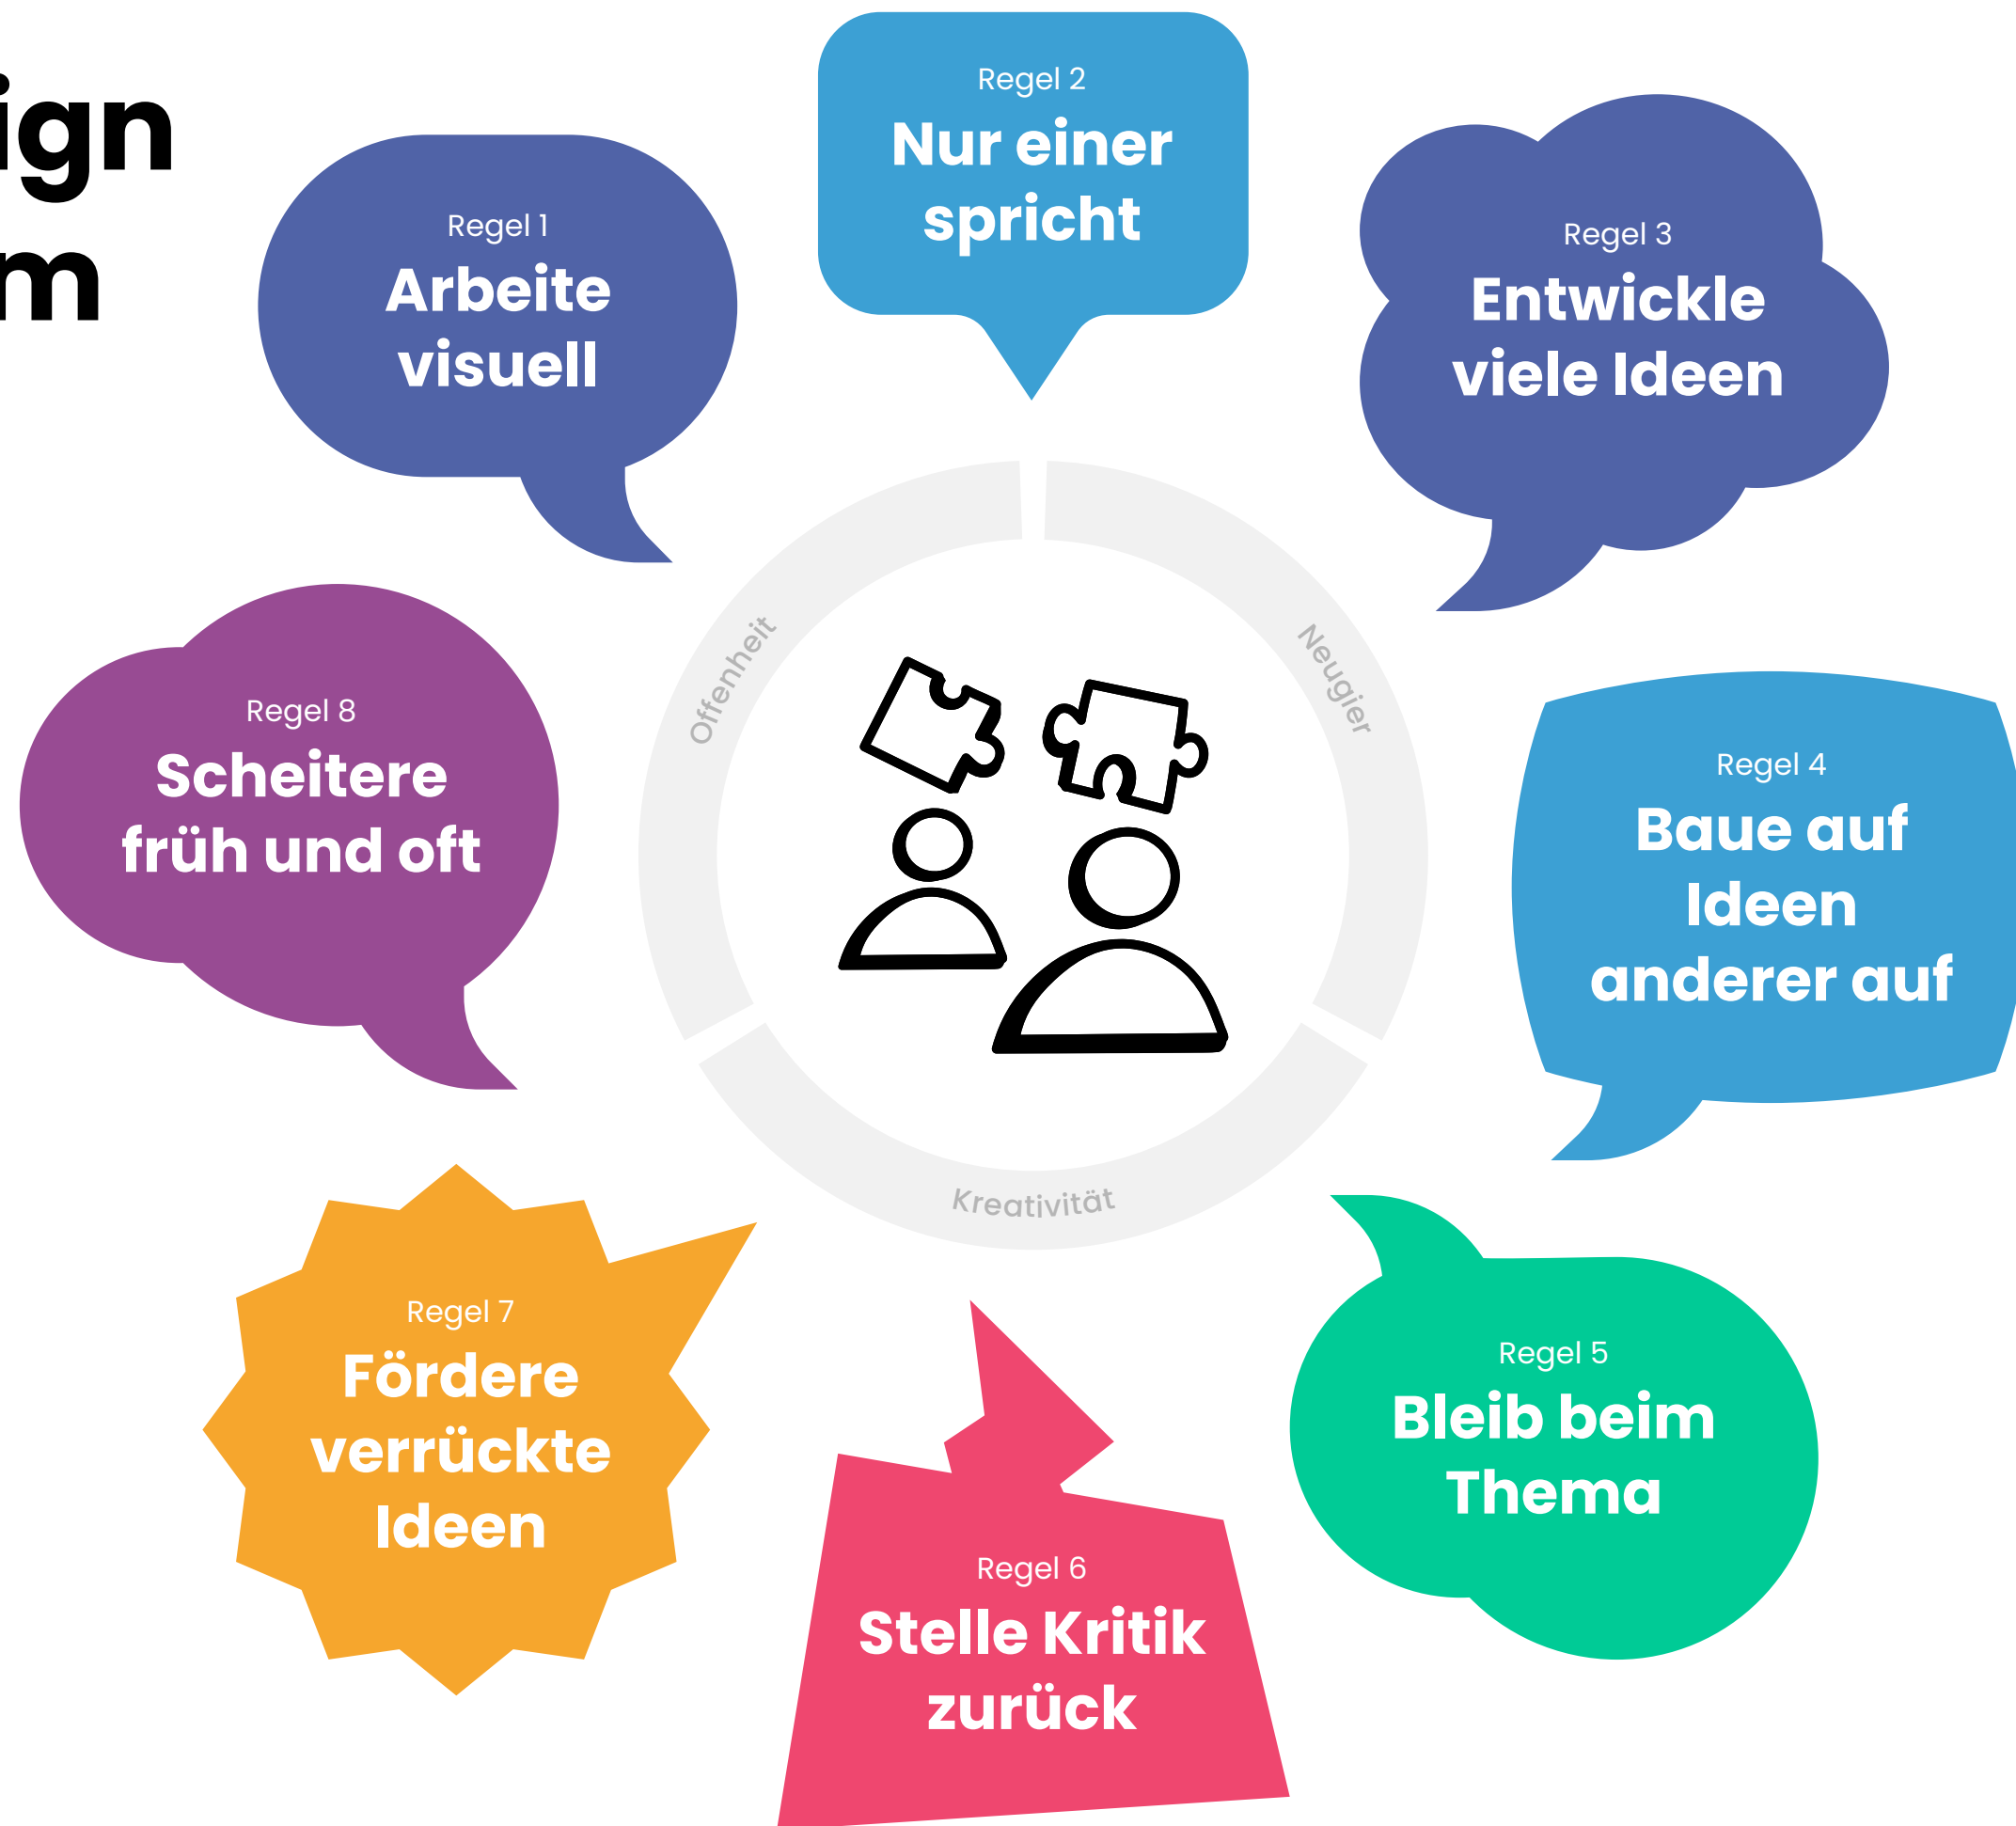 ign
m
Regel 1
Arbeite
visuell
Regel 2
Nur einer
spricht
Regel 3
Entwickle
viele Ideen
Regel 4
Baue auf
Ideen
anderer auf
Regel 5
Bleib beim
Thema
Regel 6
Stelle Kritik
zurück
Regel 7
Fördere
verrückte
Ideen
Regel 8
Scheitere
früh und oft
Offenheit
Neugier
Kreativität